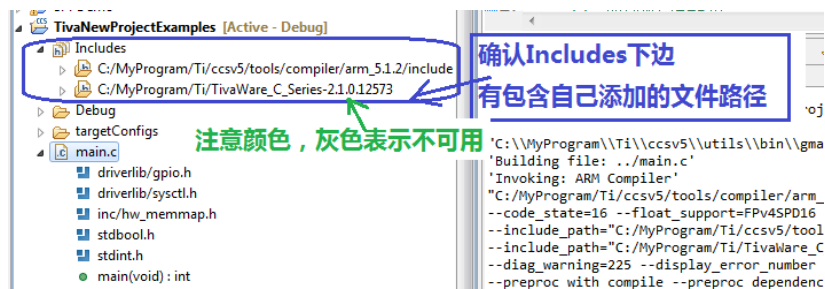 TivaNewProjectExamples [Active - Debug]
Includes
C:/MyProgram/Ti/ccsv5/tools/compiler/arm_5.1.2/include
C:/MyProgram/Ti/TivaWare_C_Series-2.1.0.12573
Debug
targetConfigs
main.c
driverlib/gpio.h
driverlib/sysctl.h
inc/hw_memmap.h
stdbool.h
stdint.h
main(void) : int
确认Includes下边
有包含自己添加的文件路径
注意颜色，灰色表示不可用
'C:\\MyProgram\\Ti\\ccsv5\\utils\\bin\\gma
'Building file: ../main.c'
'Invoking: ARM Compiler'
"C:/MyProgram/Ti/ccsv5/tools/compiler/arm_
--code_state=16 --float_support=FPv4SPD16
--include_path="C:/MyProgram/Ti/ccsv5/tool
--include_path="C:/MyProgram/Ti/TivaWare_C
--diag_warning=225 --display_error_number
--preproc_with_compile --preproc_dependenc